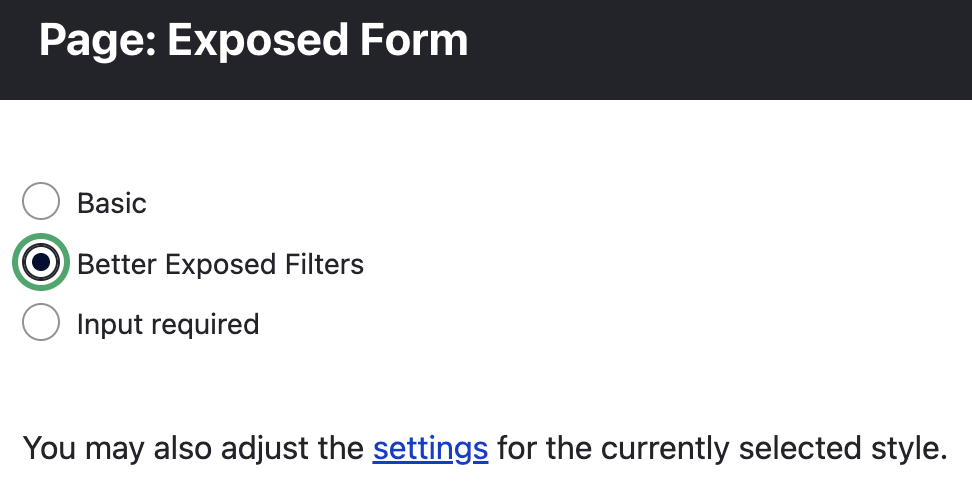 Page: Exposed Form
Basic
Better Exposed Filters
Input required
You may also adjust the settings for the currently selected style.